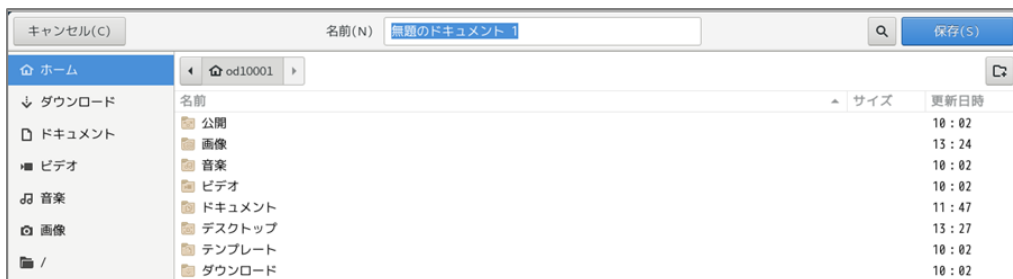 キャンセル(C) 名前(N) 無題のドキュメント 1 保存(S)
ホーム od10001
ダウンロード 名前 サイズ 更新日時
公開 10:02
ドキュメント 画像 13:24
ビデオ 音楽 10:02
ビデオ 10:02
音楽 ドキュメント 11:47
画像 デスクトップ 13:27
テンプレート 10:02
/ ダウンロード 10:02